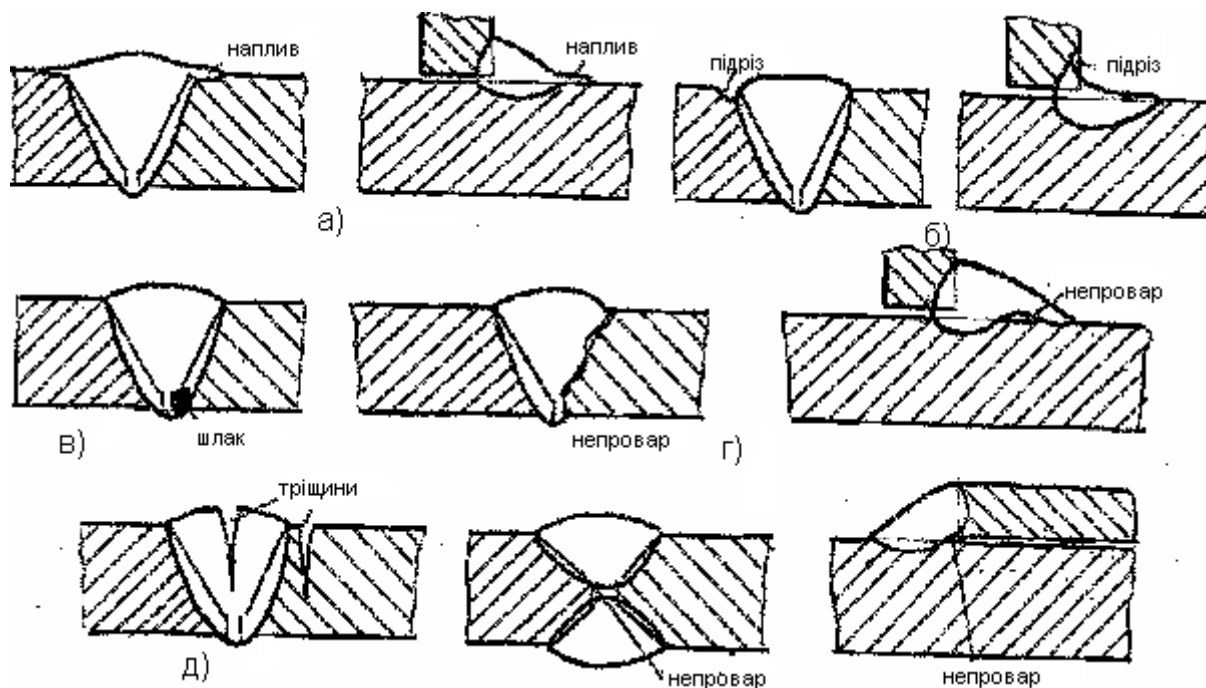 наплив
наплив
підріз
підріз
а)
б)
непровар
в)
шлак
непровар
г)
тріщини
д)
непровар
непровар